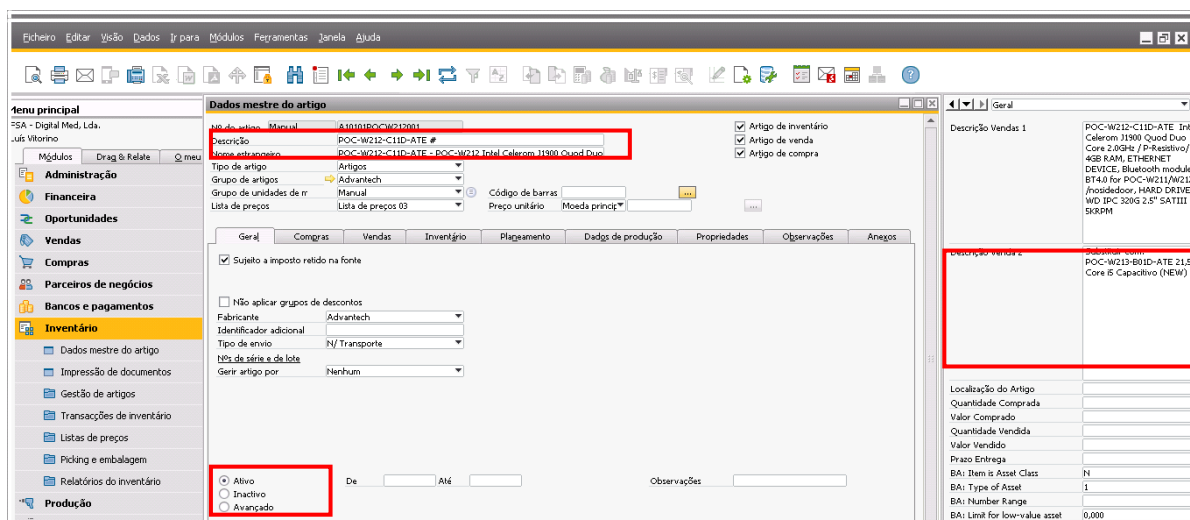 Ficheiro Editar Visão Dados Ir para Módulos Ferramentas Janela Ajuda
Menu principal
Dados mestre do artigo
Geral
FSA - Digital Med, Lda.
Luís Vitorino
Módulos Drag & Relate O meu
Administração
Financeira
Oportunidades
Vendas
Compras
Parceiros de negócios
Bancos e pagamentos
Inventário
Dados mestre do artigo
Impressão de documentos
Gestão de artigos
Transacções de inventário
Listas de preços
Picking e embalagem
Relatórios do inventário
Produção
Nº do artigo Manual A10101POCW212001
Descrição POC-W212-C11D-ATE #
Nome estrangeiro POC-W212-C11D-ATE - POC-W212 Intel Celerom J1900 Quod Duo
Tipo de artigo Artigos
Grupo de artigos Advantech
Grupo de unidades de m Manual Código de barras
Lista de preços Lista de preços 03 Preço unitário Moeda princip
Artigo de inventário
Artigo de venda
Artigo de compra
Geral Compras Vendas Inventário Planeamento Dados de produção Propriedades Observações Anexos
Sujeito a imposto retido na fonte
Não aplicar grupos de descontos
Fabricante Advantech
Identificador adicional
Tipo de envio N/ Transporte
Nºs de série e de lote
Gerir artigo por Nenhum
Ativo De Até Observações
Inactivo
Avançado
Descrição Vendas 1 POC-W212-C11D-ATE Int
Celerom J1900 Quod Duo
Core 2.0GHz / P-Resistivo/
4GB RAM, ETHERNET
DEVICE, Bluetooth module
BT4.0 for POC-W211/W212
/nosidedoor, HARD DRIVE
WD IPC 320G 2.5" SATIII
5KRPM
Descrição Venda 2 Substituir com:
POC-W213-B01D-ATE 21,5
Core i5 Capacitivo (NEW)
Localização do Artigo
Quantidade Comprada
Valor Comprado
Quantidade Vendida
Valor Vendido
Prazo Entrega
BA: Item is Asset Class N
BA: Type of Asset 1
BA: Number Range
BA: Limit for low-value asset 0,000